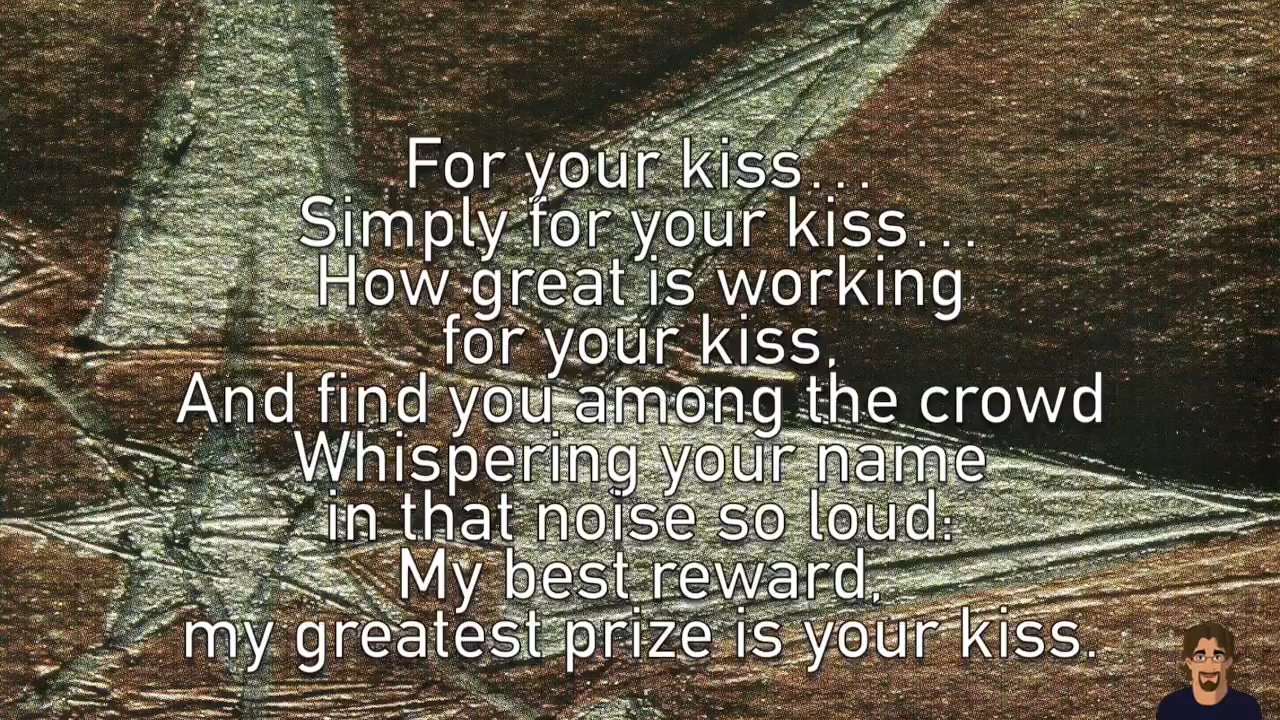 For your kiss...
Simply for your kiss...
How great is working
for your kiss,
And find you among the crowd
Whispering your name
in that noise so loud:
My best reward,
my greatest prize is your kiss.